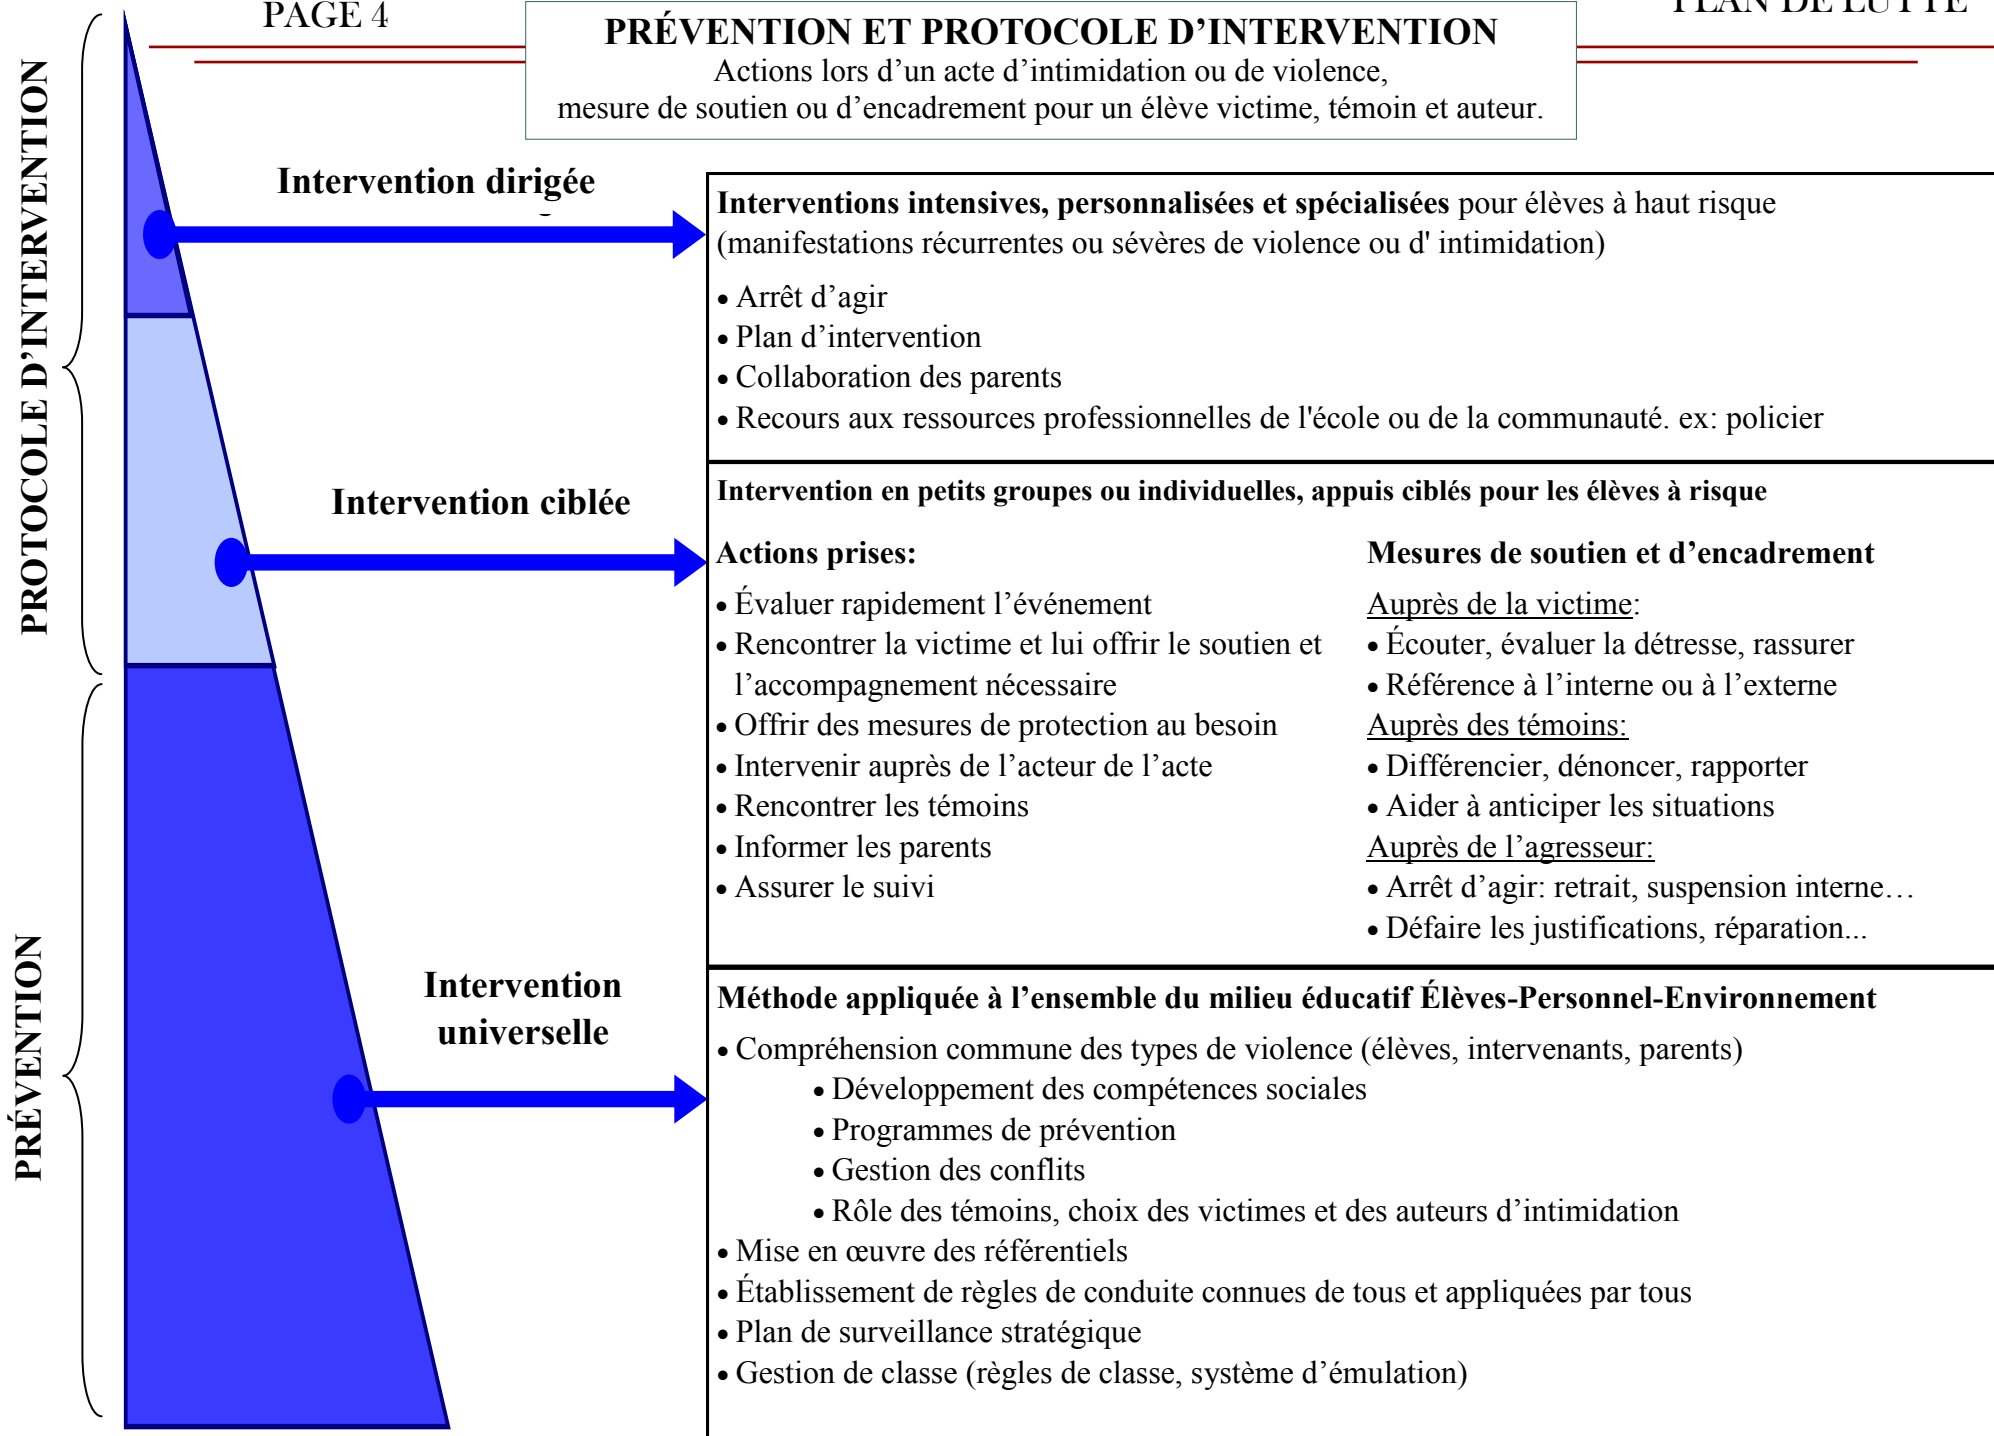 PAGE 4
PLAN DE LUTTE
PRÉVENTION ET PROTOCOLE D’INTERVENTION
Actions lors d’un acte d’intimidation ou de violence,
mesure de soutien ou d’encadrement pour un élève victime, témoin et auteur.
PROTOCOLE D’INTERVENTION
Intervention dirigée
Interventions intensives, personnalisées et spécialisées pour élèves à haut risque
(manifestations récurrentes ou sévères de violence ou d' intimidation)
• Arrêt d’agir
• Plan d’intervention
• Collaboration des parents
• Recours aux ressources professionnelles de l'école ou de la communauté. ex: policier
Intervention ciblée
Intervention en petits groupes ou individuelles, appuis ciblés pour les élèves à risque
Actions prises:
• Évaluer rapidement l’événement
• Rencontrer la victime et lui offrir le soutien et
l’accompagnement nécessaire
• Offrir des mesures de protection au besoin
• Intervenir auprès de l’acteur de l’acte
• Rencontrer les témoins
• Informer les parents
• Assurer le suivi
Mesures de soutien et d’encadrement
Auprès de la victime:
• Écouter, évaluer la détresse, rassurer
• Référence à l’interne ou à l’externe
Auprès des témoins:
• Différencier, dénoncer, rapporter
• Aider à anticiper les situations
Auprès de l’agresseur:
• Arrêt d’agir: retrait, suspension interne…
• Défaire les justifications, réparation...
PRÉVENTION
Intervention
universelle
Méthode appliquée à l’ensemble du milieu éducatif Élèves-Personnel-Environnement
• Compréhension commune des types de violence (élèves, intervenants, parents)
• Développement des compétences sociales
• Programmes de prévention
• Gestion des conflits
• Rôle des témoins, choix des victimes et des auteurs d’intimidation
• Mise en œuvre des référentiels
• Établissement de règles de conduite connues de tous et appliquées par tous
• Plan de surveillance stratégique
• Gestion de classe (règles de classe, système d’émulation)